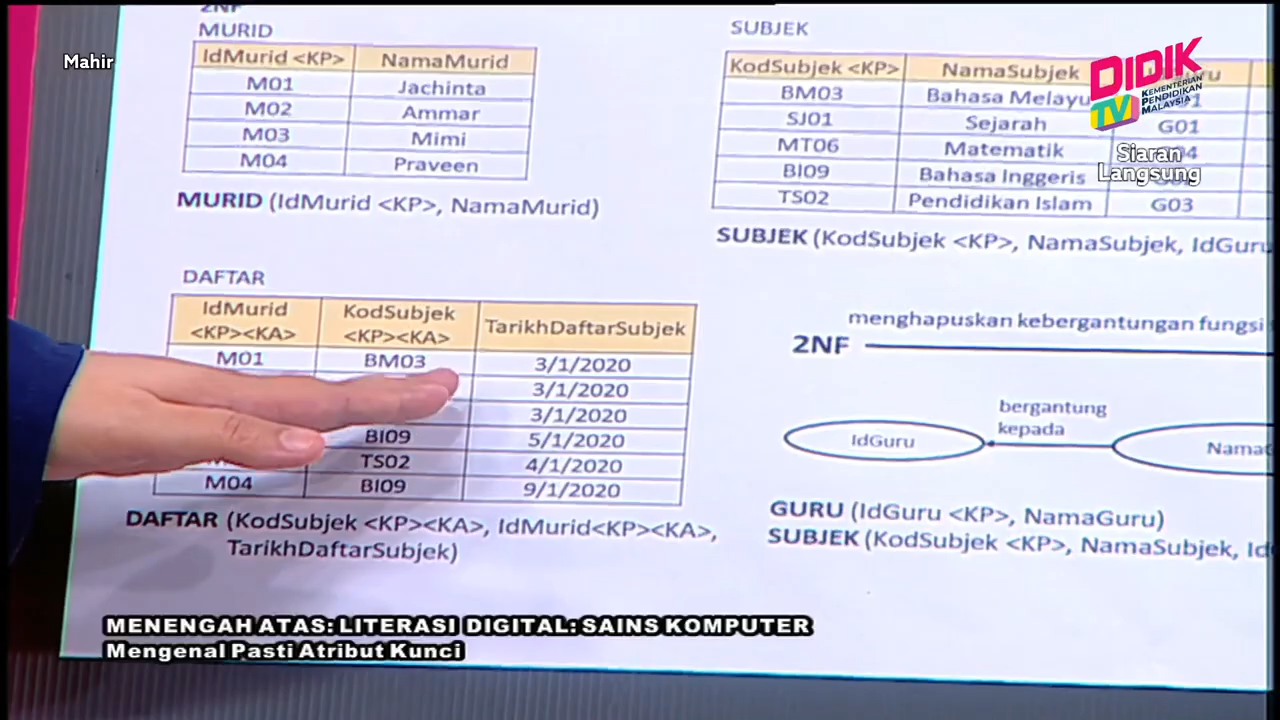 Mahir
2NF
MURID
IdMurid <KP> NamaMurid
M01 Jachinta
M02 Ammar
M03 Mimi
M04 Praveen
MURID (IdMurid <KP>, NamaMurid)
SUBJEK
KodSubjek <KP> NamaSubjek
BM03 Bahasa Melayu
SJ01 Sejarah G01
MT06 Matematik
BI09 Bahasa Inggeris
TS02 Pendidikan Islam G03
SUBJEK (KodSubjek <KP>, NamaSubjek, IdGuru
DIDIK
TV
KEMENTERIAN
PENDIDIKAN
MALAYSIA
Siaran
Langsung
DAFTAR
IdMurid <KP><KA> KodSubjek <KP><KA> TarikhDaftarSubjek
M01 BM03 3/1/2020
3/1/2020
3/1/2020
BI09 5/1/2020
TS02 4/1/2020
M04 BI09 9/1/2020
DAFTAR (KodSubjek <KP><KA>, IdMurid<KP><KA>,
TarikhDaftarSubjek)
menghapuskan kebergantungan fungsi
2NF
bergantung
kepada
IdGuru
GURU (IdGuru <KP>, NamaGuru)
SUBJEK (KodSubjek <KP>, NamaSubjek,
MENENGAH ATAS: LITERASI DIGITAL: SAINS KOMPUTER
Mengenal Pasti Atribut Kunci